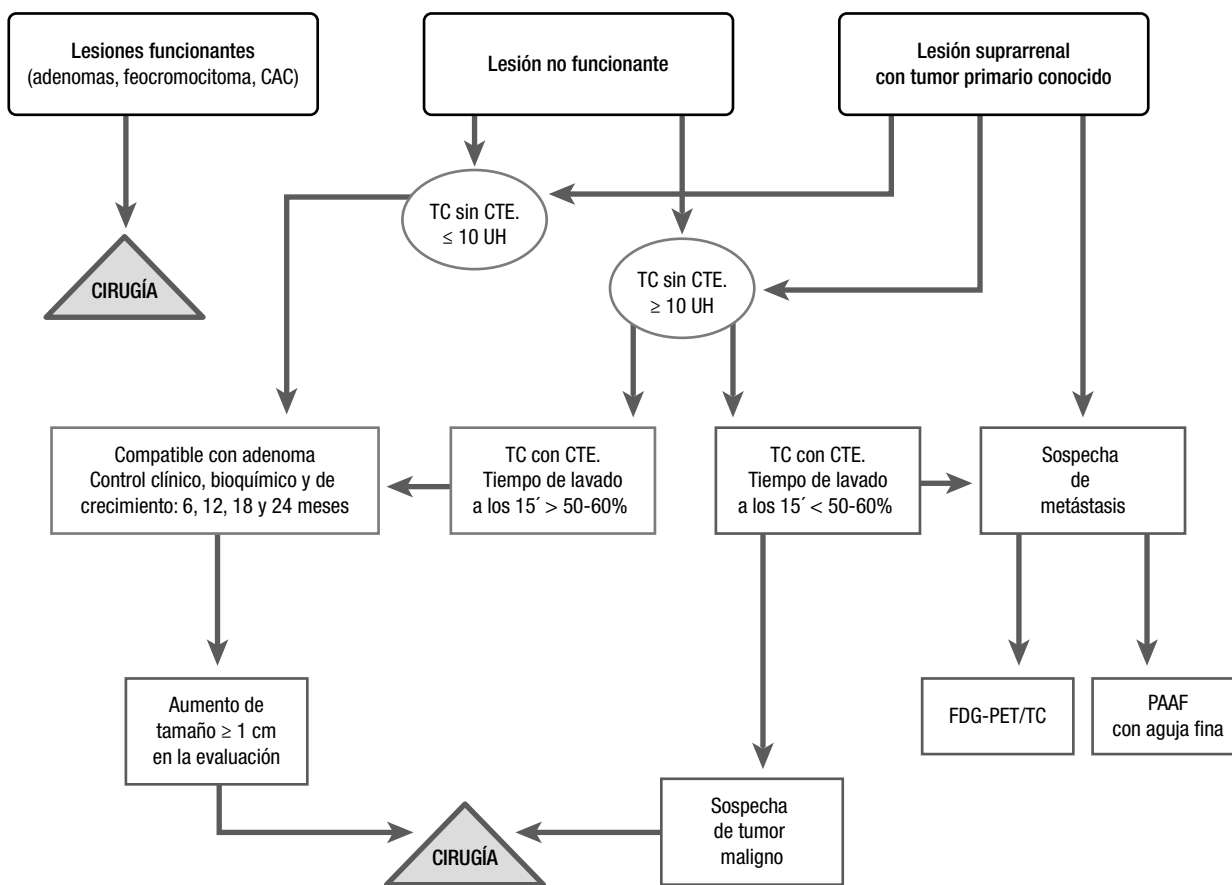 Lesiones funcionantes
(adenomas, feocromocitoma, CAC)
Lesión no funcionante
Lesión suprarrenal
con tumor primario conocido
TC sin CTE.
≤ 10 UH
TC sin CTE.
≥ 10 UH
CIRUGÍA
Compatible con adenoma
Control clínico, bioquímico y de
crecimiento: 6, 12, 18 y 24 meses
TC con CTE.
Tiempo de lavado
a los 15´ > 50-60%
TC con CTE.
Tiempo de lavado
a los 15´ < 50-60%
Sospecha
de
metástasis
Aumento de
tamaño ≥ 1 cm
en la evaluación
FDG-PET/TC
PAAF
con aguja fina
Sospecha
de tumor
maligno
CIRUGÍA